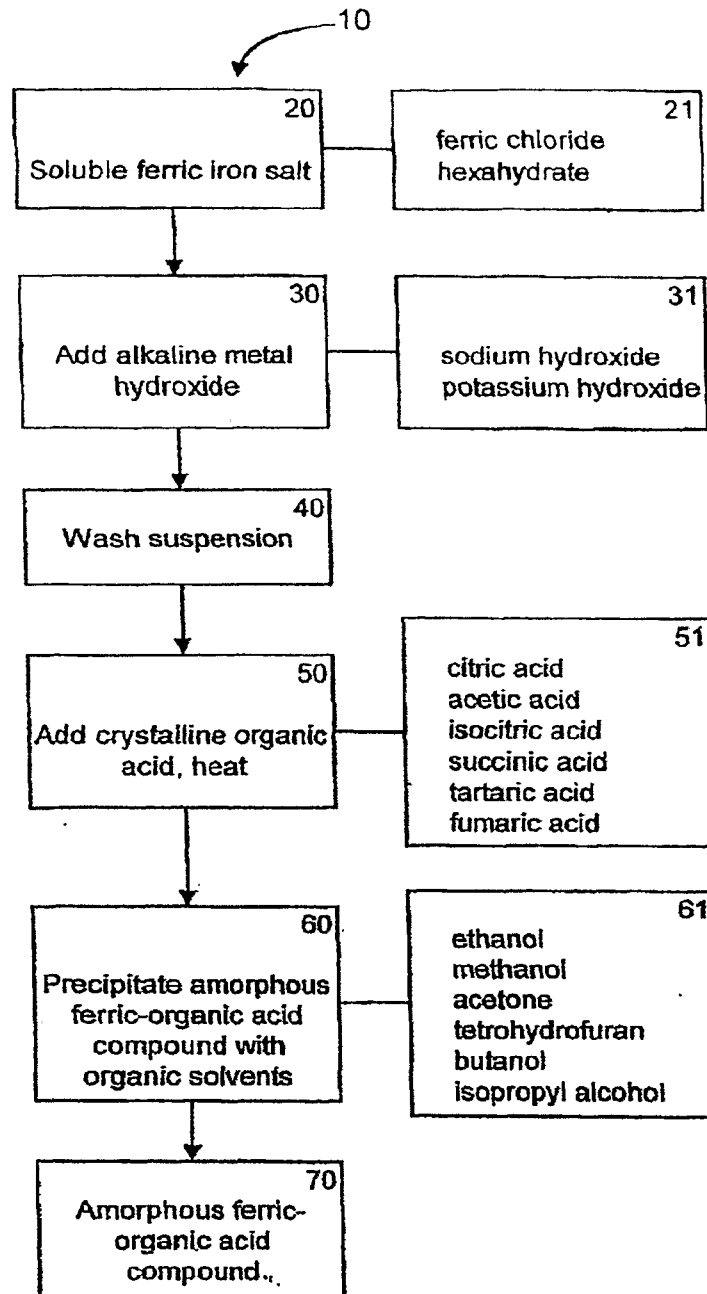 10
20
Soluble ferric iron salt
21
ferric chloride
hexahydrate
30
Add alkaline metal
hydroxide
31
sodium hydroxide
potassium hydroxide
40
Wash suspension
50
Add crystalline organic
acid, heat
51
citric acid
acetic acid
isocitric acid
succinic acid
tartaric acid
fumaric acid
60
Precipitate amorphous
ferric-organic acid
compound with
organic solvents
61
ethanol
methanol
acetone
tetrohydrofuran
butanol
isopropyl alcohol
70
Amorphous ferric-
organic acid
compound.